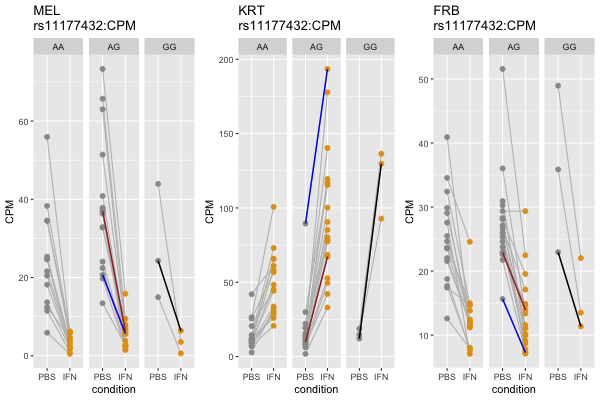 MEL
rs11177432:CPM
AA AG GG
CPM
60
40
20
0
PBS IFN PBS IFN PBS IFN
condition
KRT
rs11177432:CPM
AA AG GG
CPM
200
150
100
50
0
PBS IFN PBS IFN PBS IFN
condition
FRB
rs11177432:CPM
AA AG GG
CPM
50
40
30
20
10
PBS IFN PBS IFN PBS IFN
condition